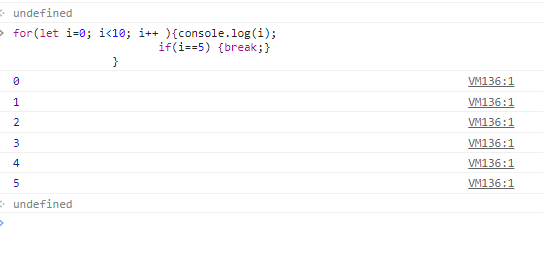 undefined
for(let i=0; i<10; i++ ){console.log(i);
if(i==5) {break;}
}
0 VM136:1
1 VM136:1
2 VM136:1
3 VM136:1
4 VM136:1
5 VM136:1
undefined